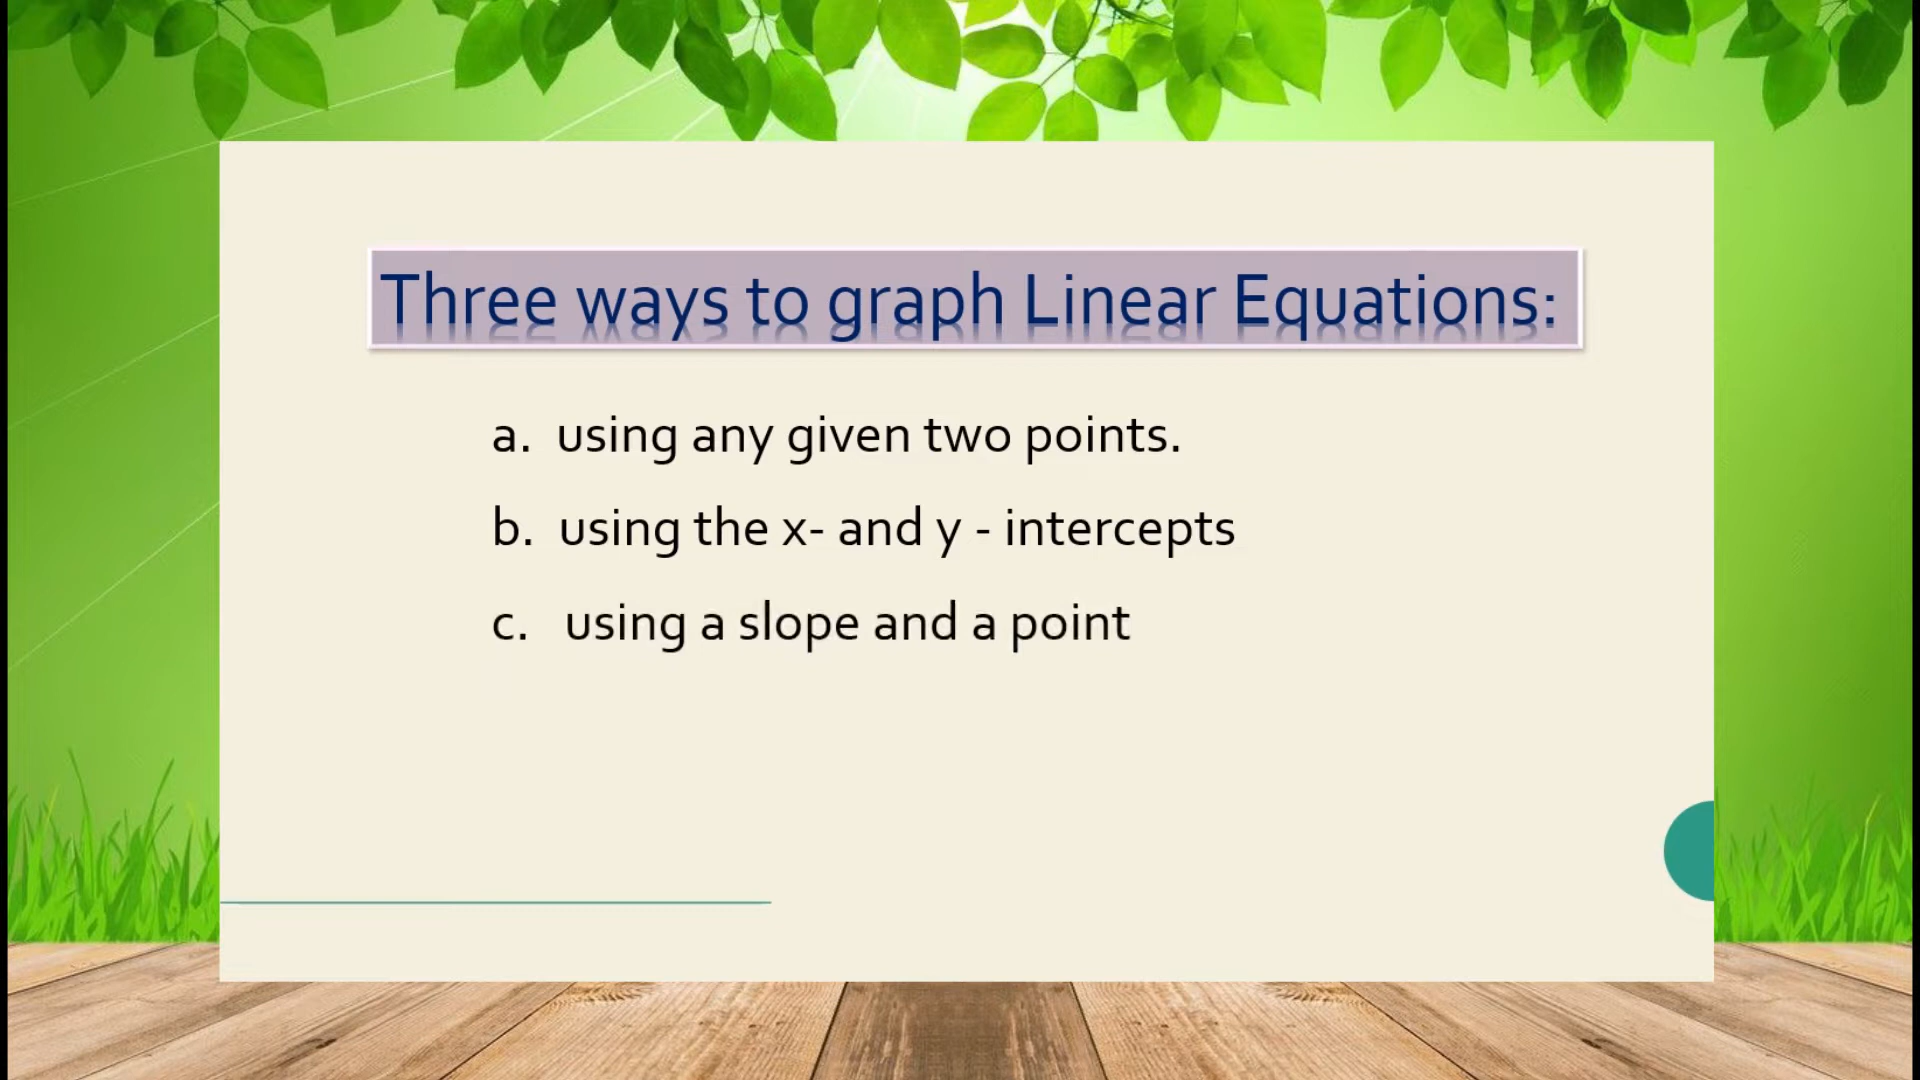 Three ways to graph Linear Equations:
a. using any given two points.
b. using the x- and y - intercepts
c. using a slope and a point